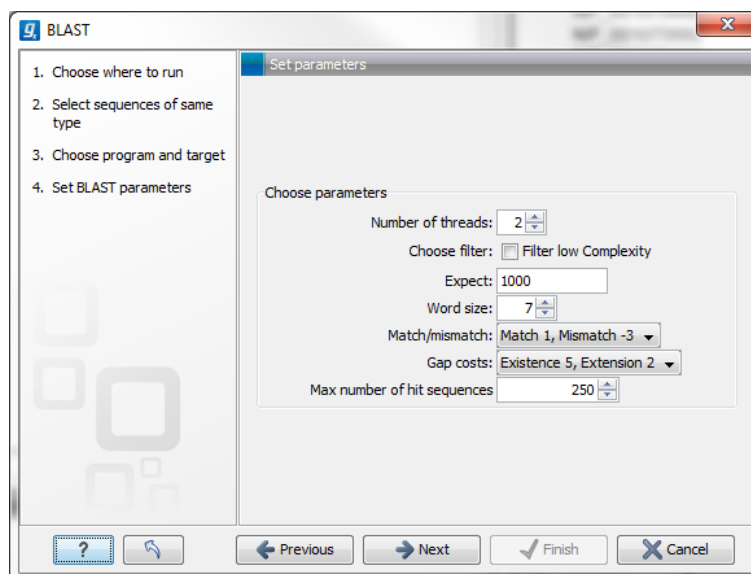 BLAST
1. Choose where to run
2. Select sequences of same
type
3. Choose program and target
4. Set BLAST parameters
Set parameters
Choose parameters
Number of threads: 2
Choose filter: Filter low Complexity
Expect: 1000
Word size: 7
Match/mismatch: Match 1, Mismatch -3
Gap costs: Existence 5, Extension 2
Max number of hit sequences 250
? Previous Next Finish Cancel